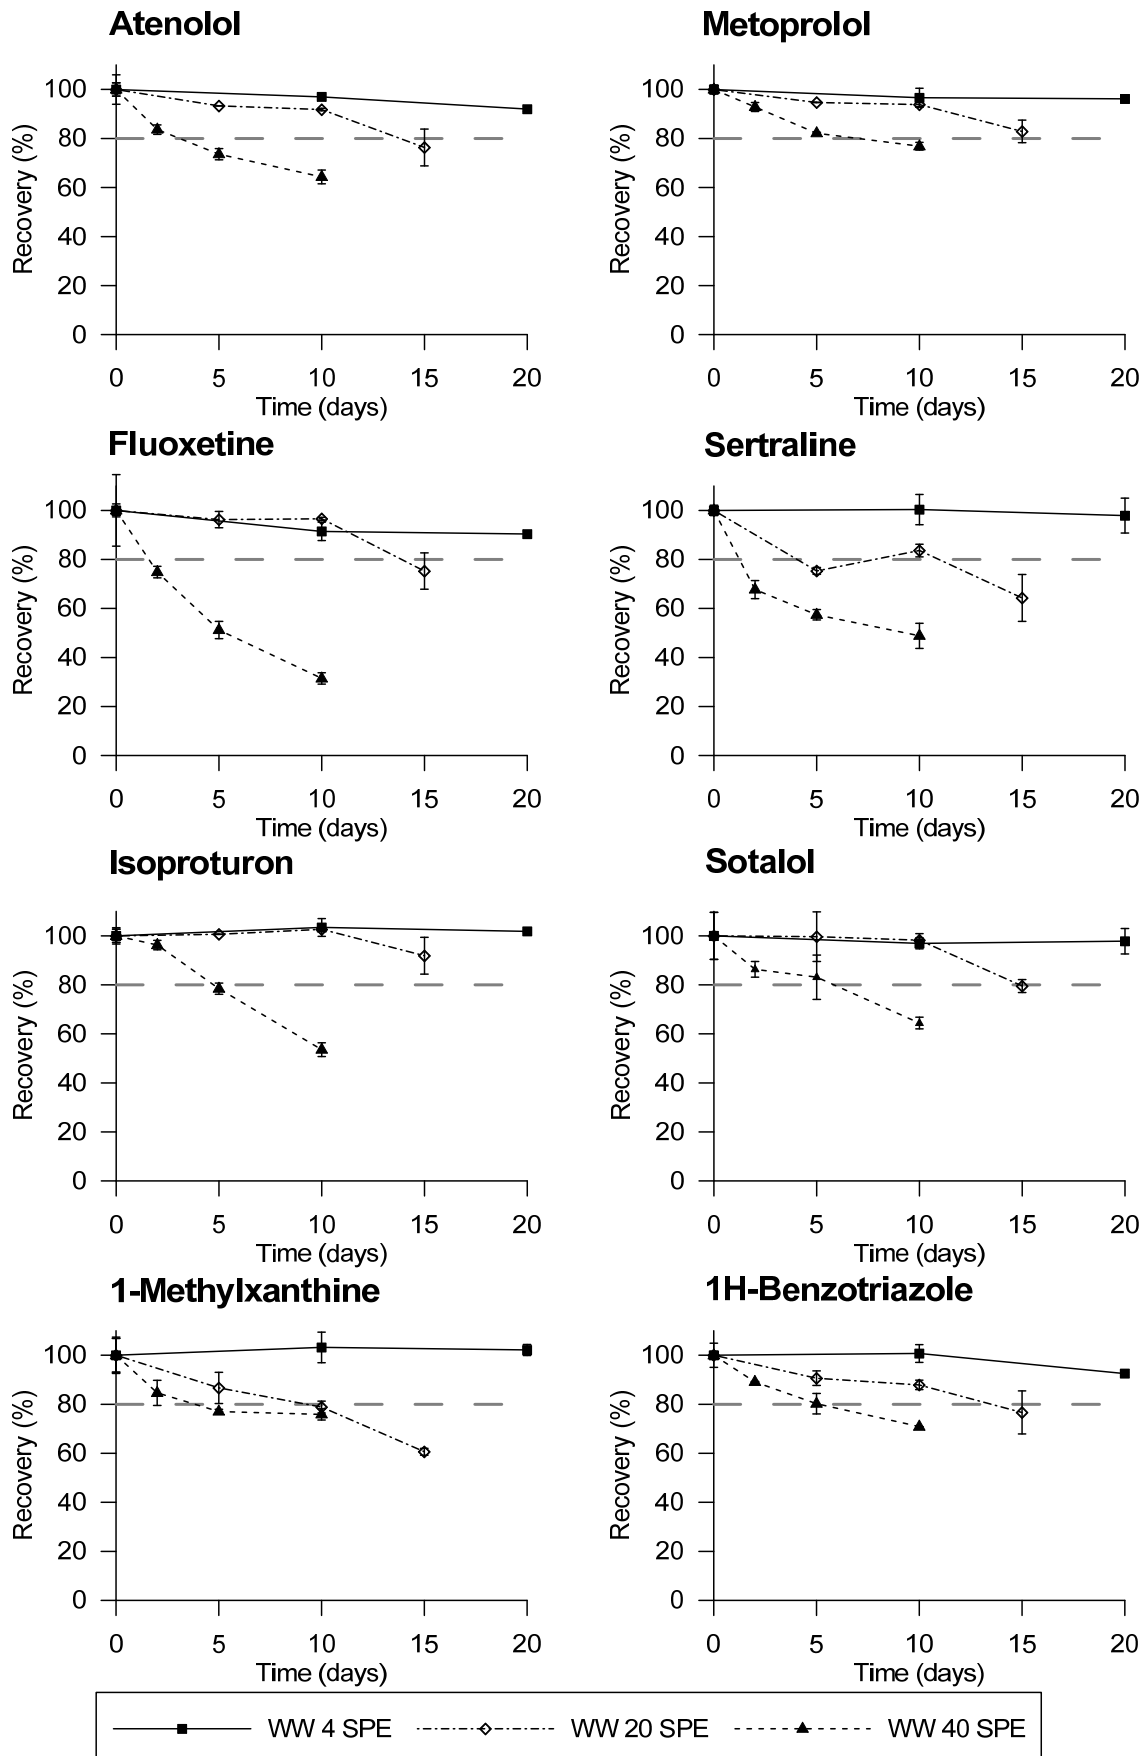 Atenolol
Metoprolol
Recovery (%)
100
80
60
40
20
0
0 5 10 15 20
Time (days)
Recovery (%)
100
80
60
40
20
0
0 5 10 15 20
Time (days)
Fluoxetine
Sertraline
Recovery (%)
100
80
60
40
20
0
0 5 10 15 20
Time (days)
Recovery (%)
100
80
60
40
20
0
0 5 10 15 20
Time (days)
Isoproturon
Sotalol
Recovery (%)
100
80
60
40
20
0
0 5 10 15 20
Time (days)
Recovery (%)
100
80
60
40
20
0
0 5 10 15 20
Time (days)
1-Methylxanthine
1H-Benzotriazole
Recovery (%)
100
80
60
40
20
0
0 5 10 15 20
Time (days)
Recovery (%)
100
80
60
40
20
0
0 5 10 15 20
Time (days)
WW 4 SPE WW 20 SPE WW 40 SPE